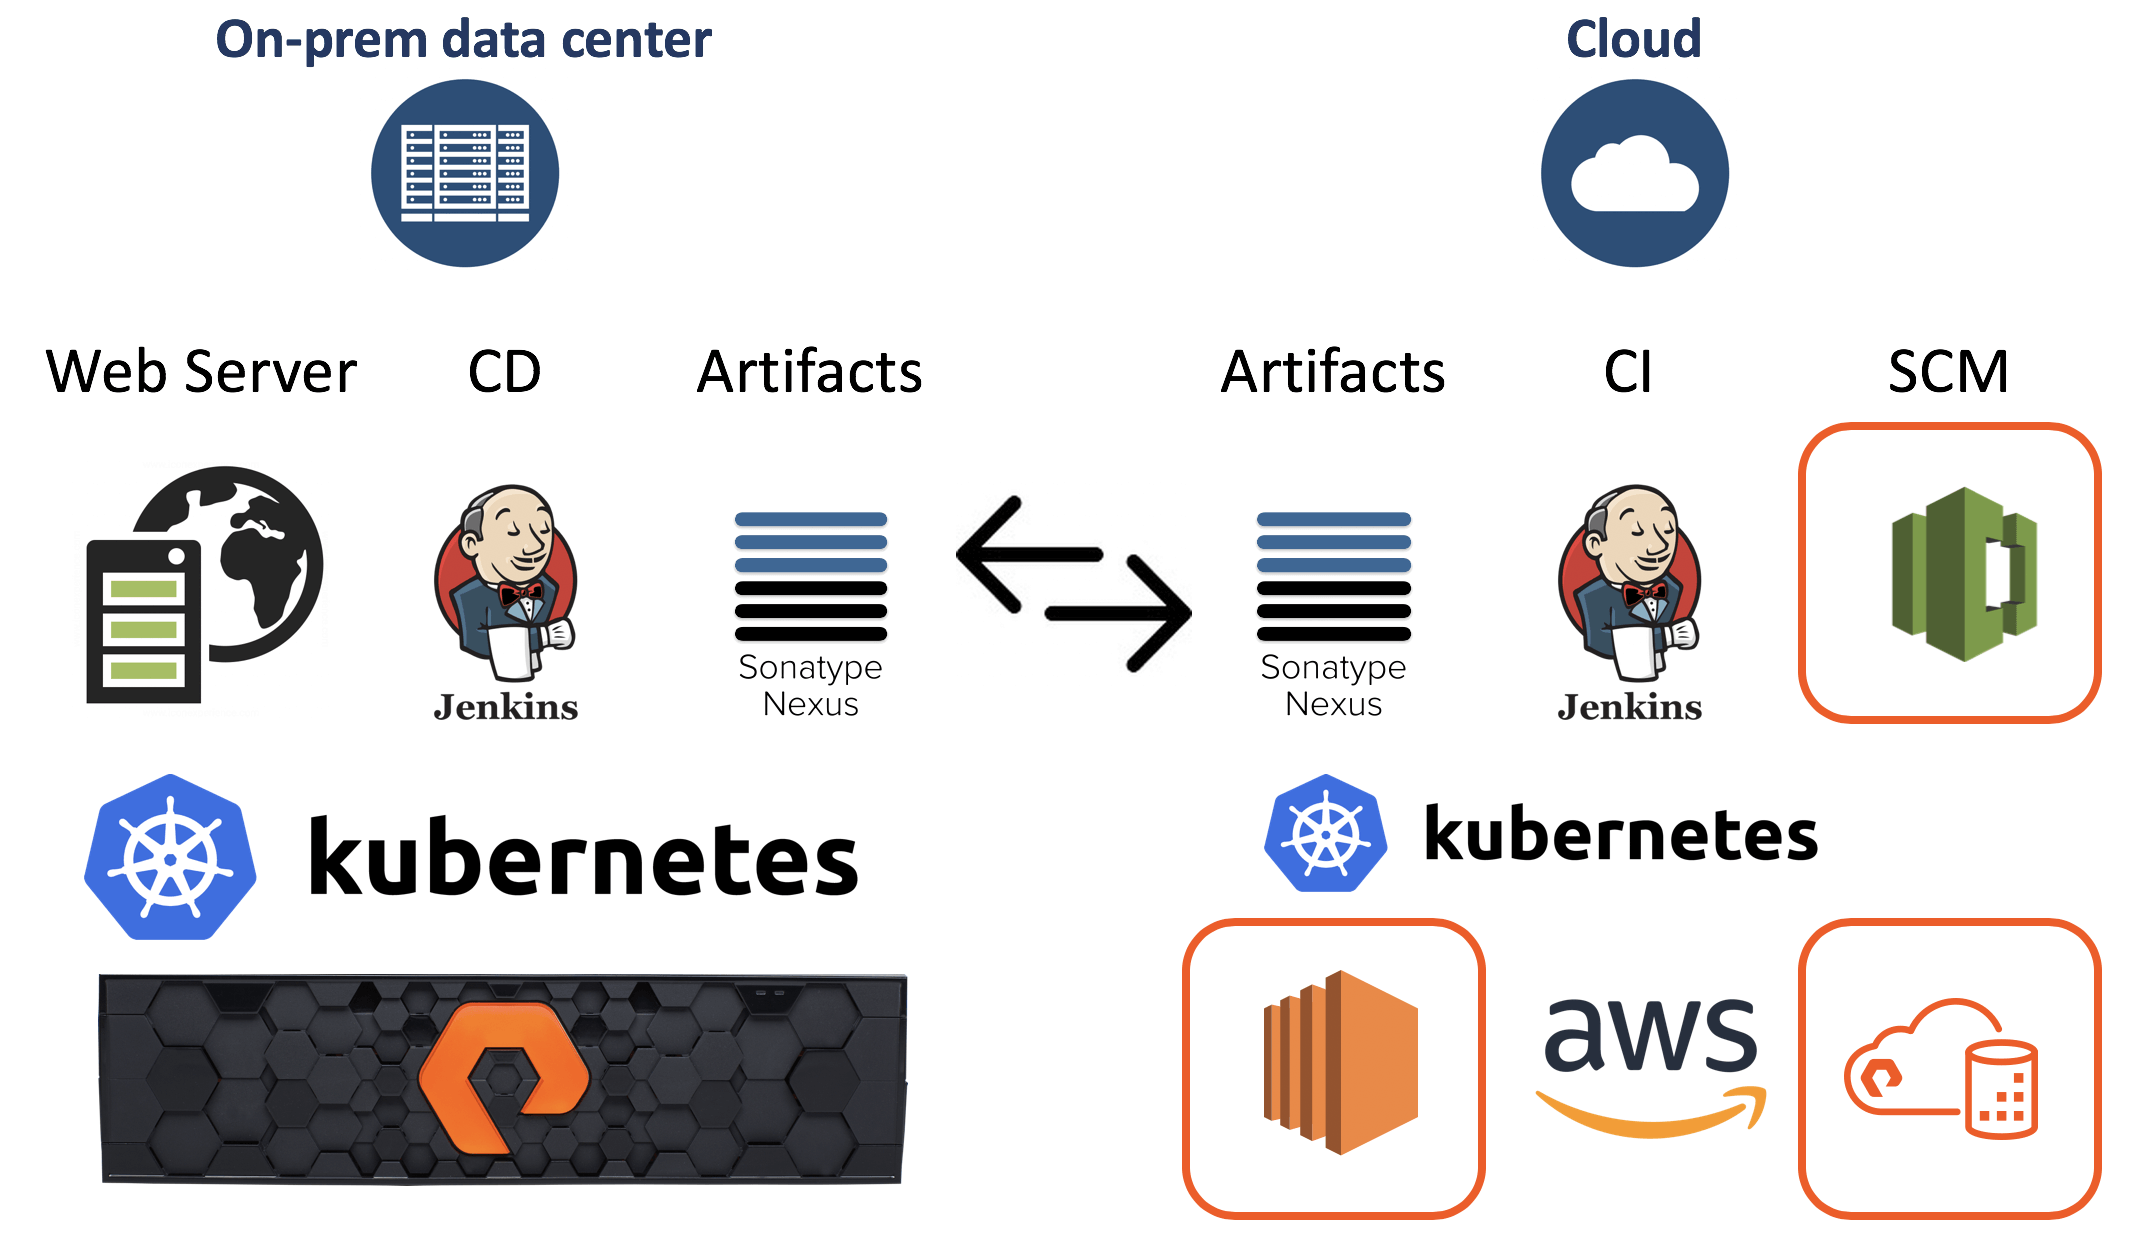 On-prem data center
Cloud
Web Server
CD
Artifacts
Artifacts
CI
SCM
Jenkins
Sonatype
Nexus
Sonatype
Nexus
Jenkins
kubernetes
kubernetes
aws